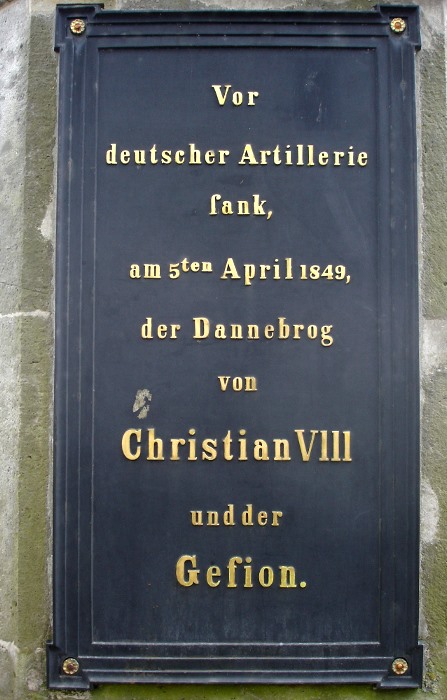 Vor
deutscher Artillerie
ſank,
am 5ten April 1849,
der Dannebrog
von
Christian VIII
und der
Gefion.